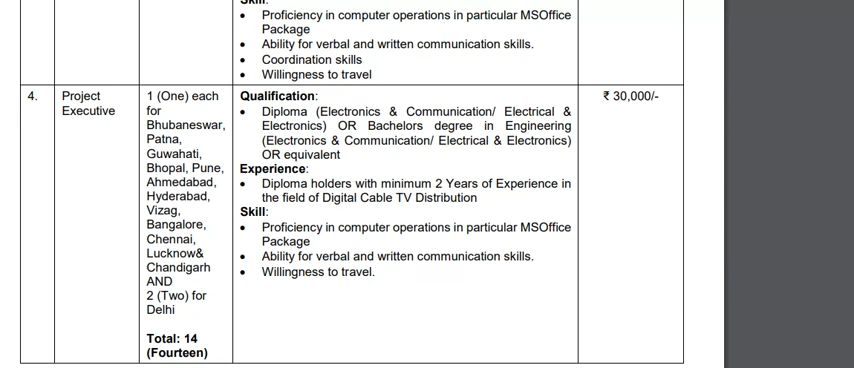 Skill:
• Proficiency in computer operations in particular MSOffice
Package
• Ability for verbal and written communication skills.
• Coordination skills
• Willingness to travel
4.
Project
Executive
1 (One) each
for
Bhubaneswar,
Patna,
Guwahati,
Bhopal, Pune,
Ahmedabad,
Hyderabad,
Vizag,
Bangalore,
Chennai,
Lucknow&
Chandigarh
AND
2 (Two) for
Delhi
Total: 14
(Fourteen)
Qualification:
• Diploma (Electronics & Communication/ Electrical &
Electronics) OR Bachelors degree in Engineering
(Electronics & Communication/ Electrical & Electronics)
OR equivalent
Experience:
• Diploma holders with minimum 2 Years of Experience in
the field of Digital Cable TV Distribution
Skill:
• Proficiency in computer operations in particular MSOffice
Package
• Ability for verbal and written communication skills.
• Willingness to travel.
₹ 30,000/-